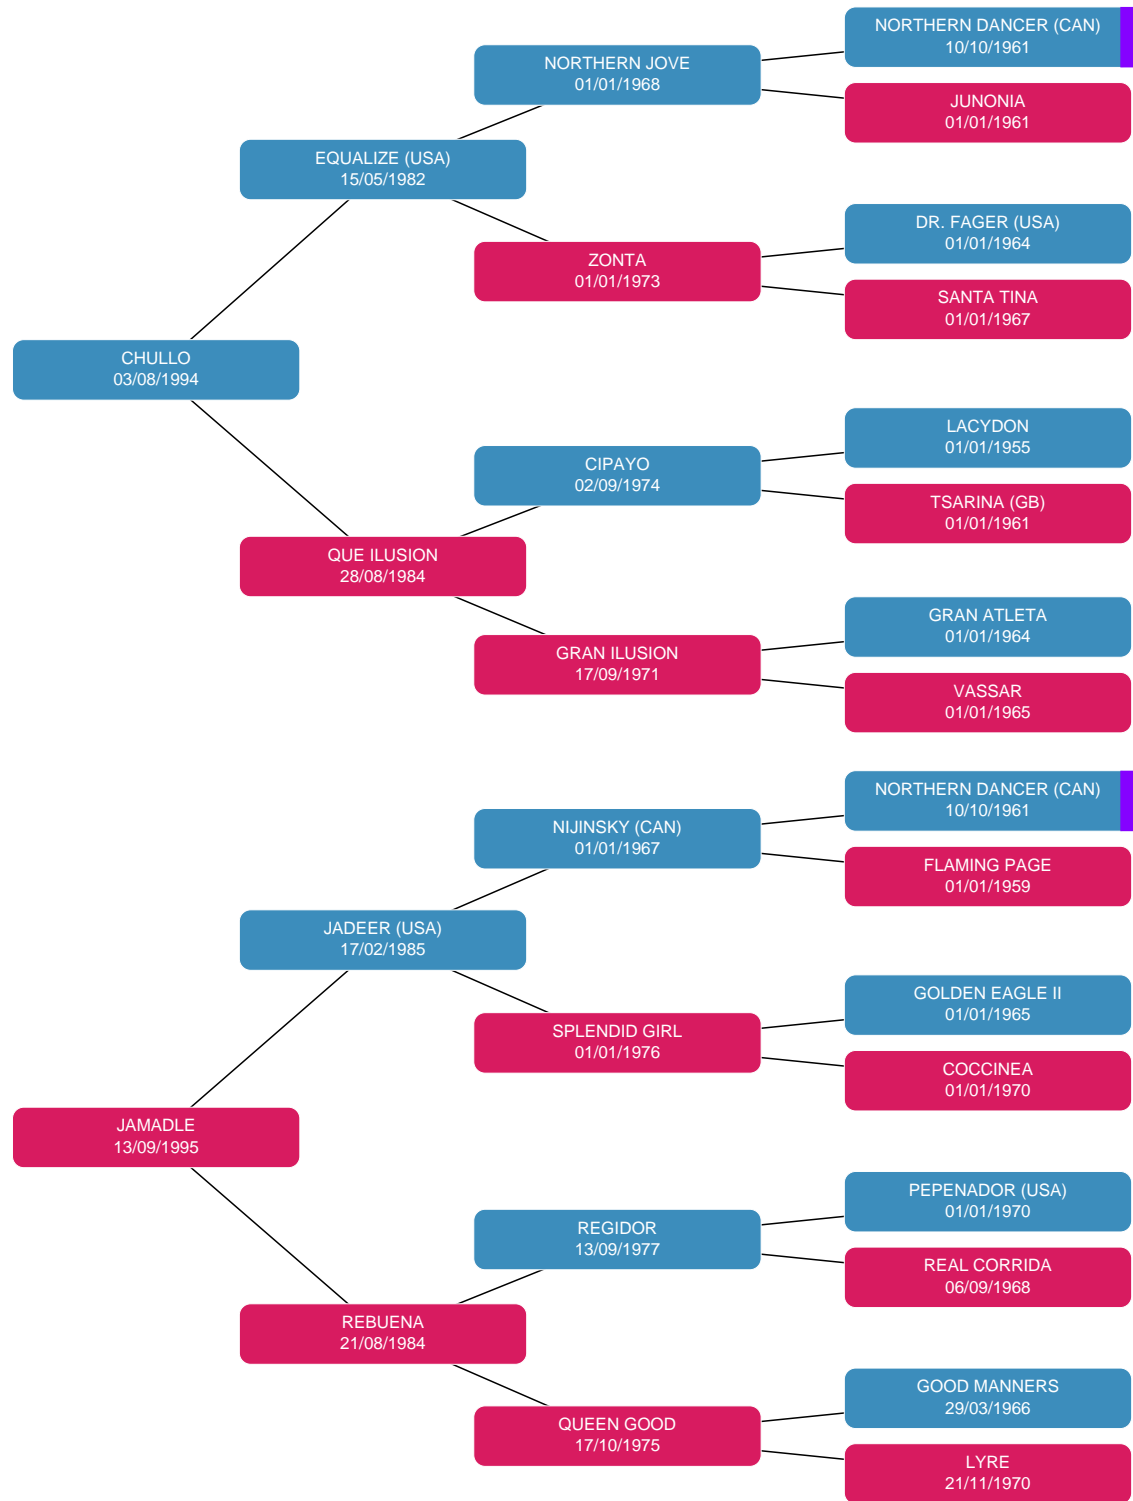 NORTHERN DANCER (CAN)
10/10/1961
NORTHERN JOVE
01/01/1968
JUNONIA
01/01/1961
EQUALIZE (USA)
15/05/1982
DR. FAGER (USA)
01/01/1964
ZONTA
01/01/1973
SANTA TINA
01/01/1967
CHULLO
03/08/1994
LACYDON
01/01/1955
CIPAYO
02/09/1974
TSARINA (GB)
01/01/1961
QUE ILUSION
28/08/1984
GRAN ATLETA
01/01/1964
GRAN ILUSION
17/09/1971
VASSAR
01/01/1965
NORTHERN DANCER (CAN)
10/10/1961
NIJINSKY (CAN)
01/01/1967
FLAMING PAGE
01/01/1959
JADEER (USA)
17/02/1985
GOLDEN EAGLE II
01/01/1965
SPLENDID GIRL
01/01/1976
COCCINEA
01/01/1970
JAMADLE
13/09/1995
PEPENADOR (USA)
01/01/1970
REGIDOR
13/09/1977
REAL CORRIDA
06/09/1968
REBUENA
21/08/1984
GOOD MANNERS
29/03/1966
QUEEN GOOD
17/10/1975
LYRE
21/11/1970